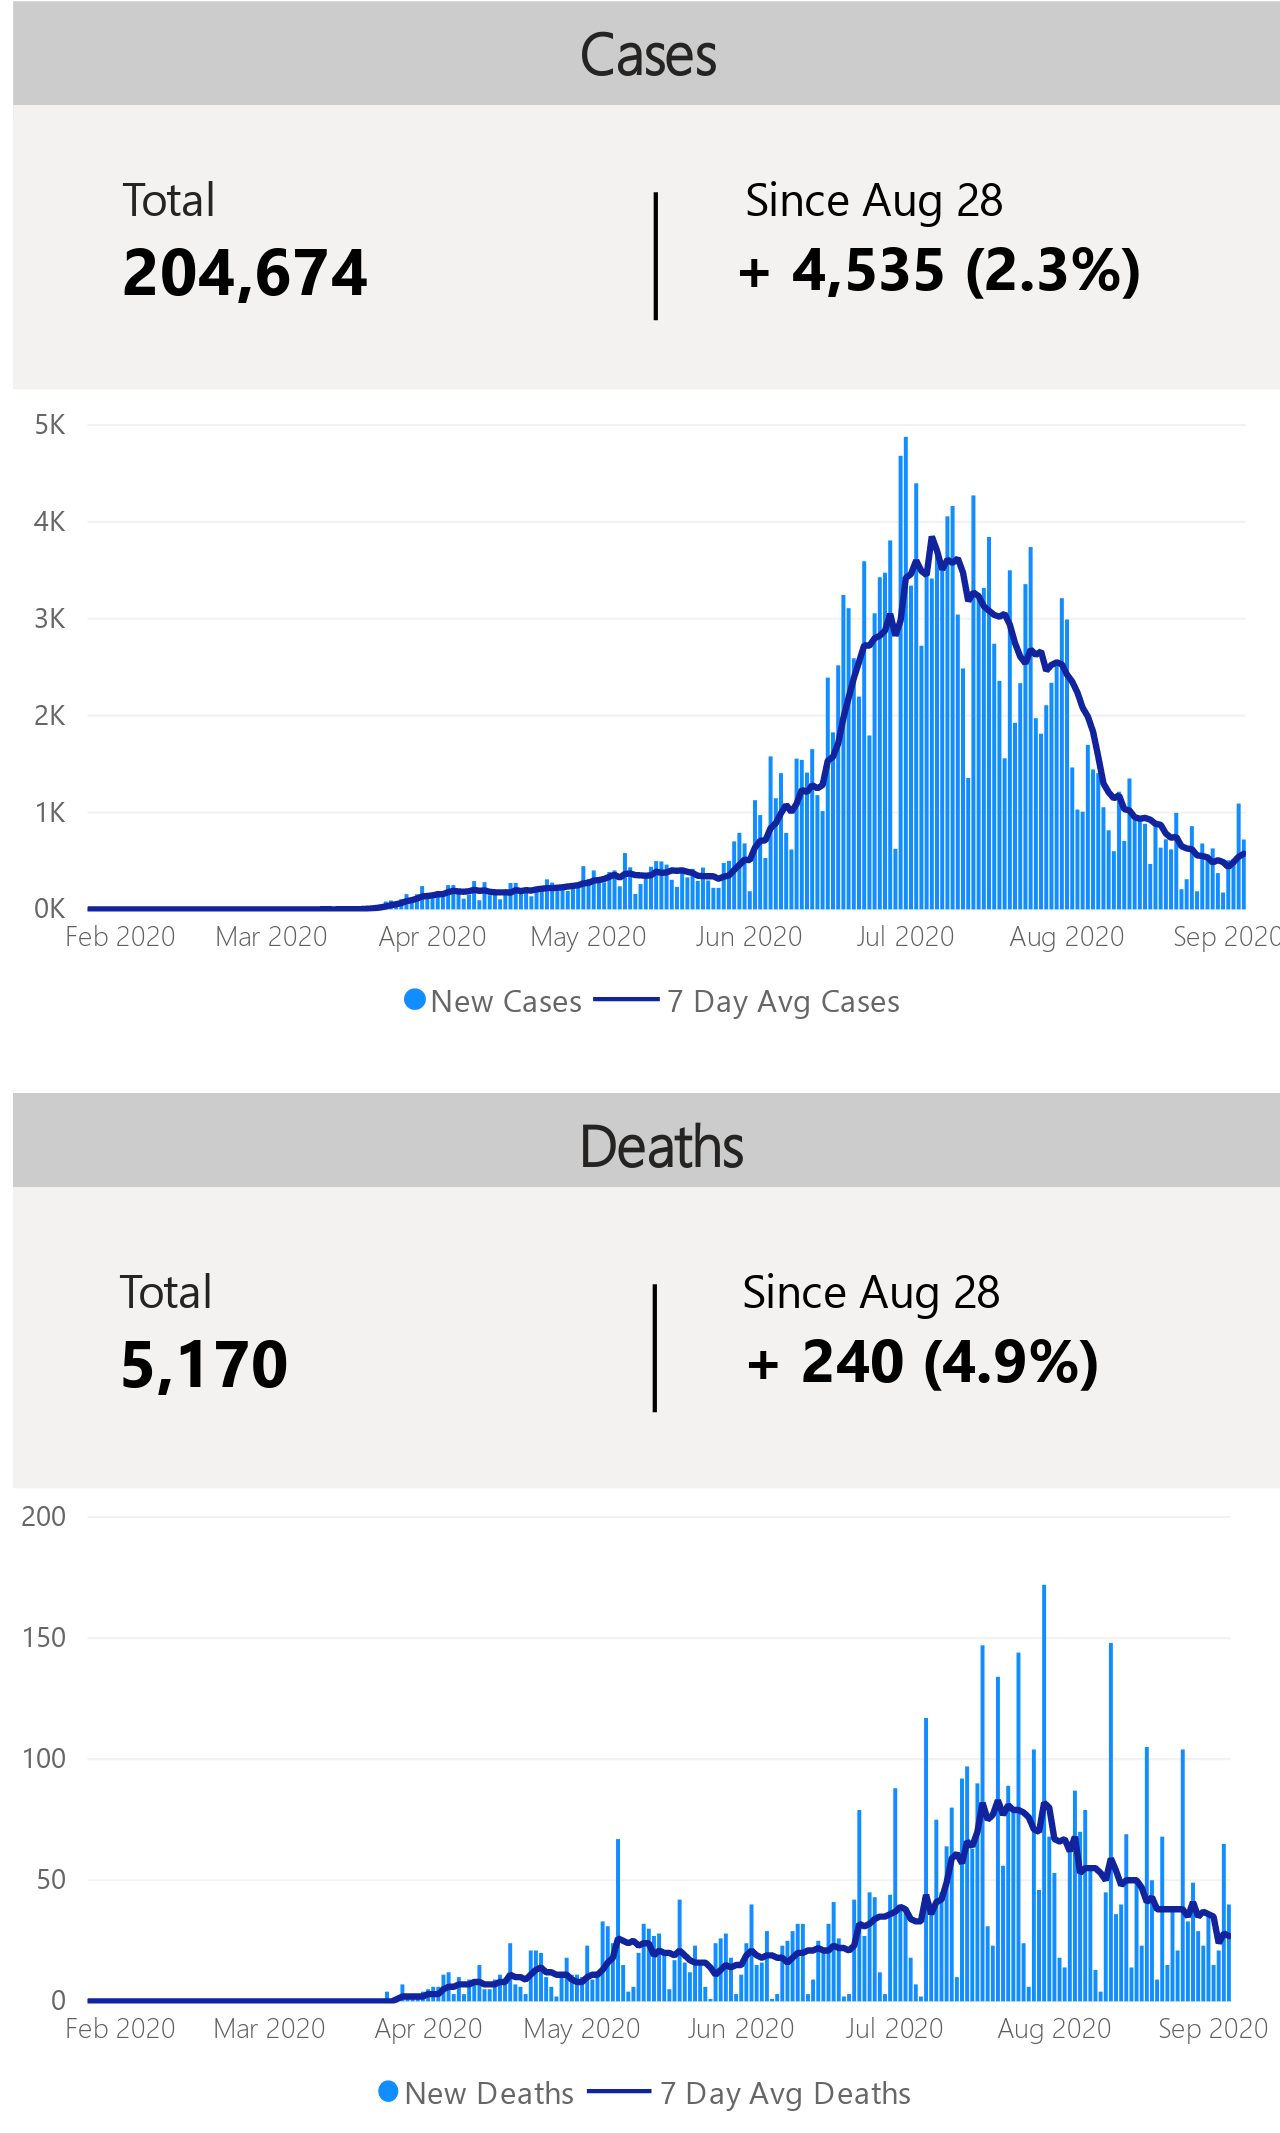 Cases
Total
204,674
Since Aug 28
+ 4,535 (2.3%)
5K
4K
3K
2K
1K
0K
Feb 2020 Mar 2020 Apr 2020 May 2020 Jun 2020 Jul 2020 Aug 2020 Sep 2020
New Cases 7 Day Avg Cases
Deaths
Total
5,170
Since Aug 28
+ 240 (4.9%)
200
150
100
50
0
Feb 2020 Mar 2020 Apr 2020 May 2020 Jun 2020 Jul 2020 Aug 2020 Sep 2020
New Deaths 7 Day Avg Deaths